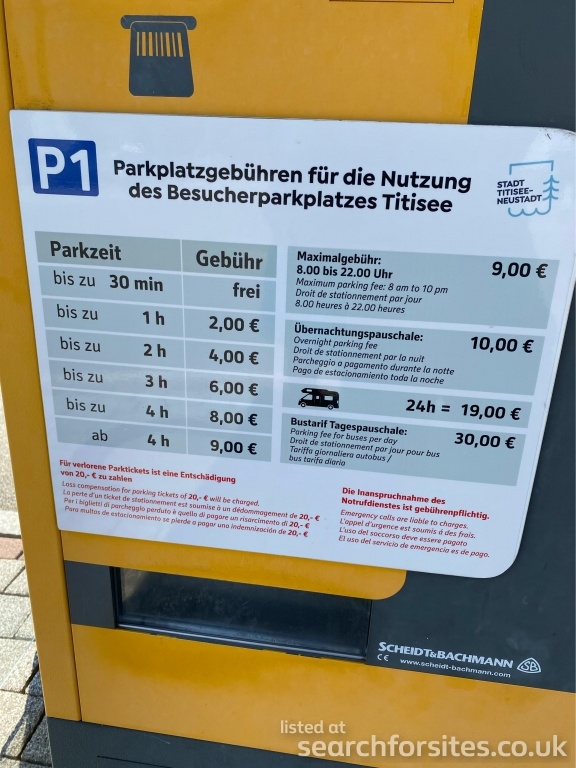 P1
Parkplatzgebühren für die Nutzung
des Besucherparkplatzes Titisee
STADT
TITISEE-
NEUSTADT
Parkzeit Gebühr
bis zu 30 min frei
bis zu 1 h 2,00 €
bis zu 2 h 4,00 €
bis zu 3 h 6,00 €
bis zu 4 h 8,00 €
ab 4 h 9,00 €
Maximalgebühr: 9,00 €
8.00 bis 22.00 Uhr
Maximum parking fee: 8 am to 10 pm
Droit de stationnement par jour
8.00 heures à 22.00 heures
Übernachtungspauschale: 10,00 €
Overnight parking fee
Droit de stationnement par la nuit
Parcheggio a pagamento durante la notte
Pago de estacionamiento toda la noche
24h = 19,00 €
Bustarif Tagespauschale: 30,00 €
Parking fee for buses per day
Droit de stationnement par jour pour bus
Tariffa giornaliera autobus /
bus tarifa diario
Für verlorene Parktickets ist eine Entschädigung
von 20,- € zu zahlen
Loss compensation for parking tickets of 20,- € will be charged.
La perte d'un ticket de stationnement est soumise à un dédommagement de 20,- €
Per i biglietti di parcheggio perduto è quello di pagare un risarcimento di 20,- €
Para multas de estacionamiento se pierde a pagar una indemnización de 20,- €
Die Inanspruchnahme des
Notrufdienstes ist gebührenpflichtig.
Emergency calls are liable to charges.
L'appel d'urgence est soumis à des frais.
L'uso del soccorso deve essere pagato
El uso del servicio de emergencia es de pago.
SCHEIDT&BACHMANN SB
CE www.scheidt-bachmann.com
listed at
searchforsites.co.uk